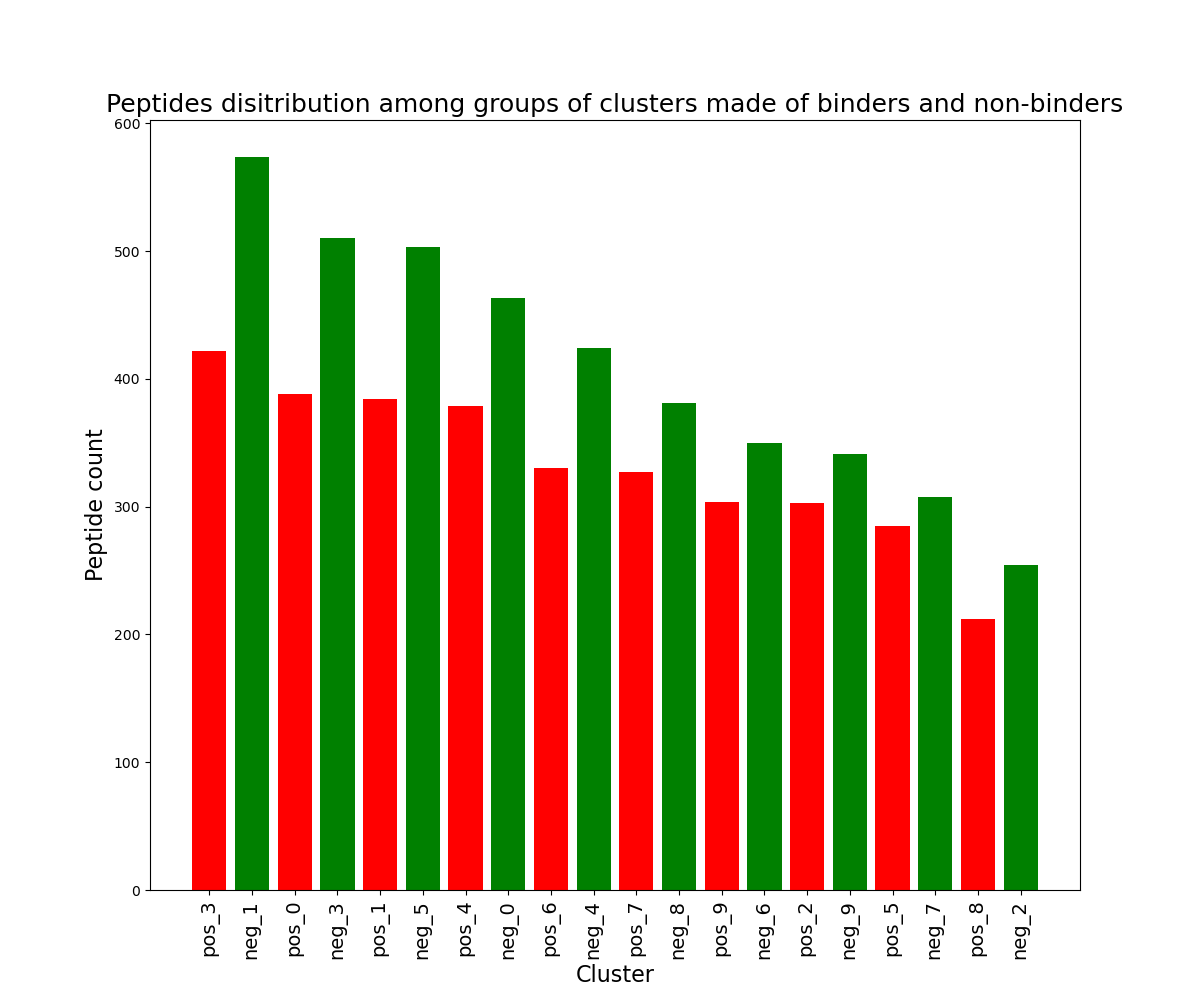 Peptides disitribution among groups of clusters made of binders and non-binders
600
500
400
300
200
100
0
Peptide count
pos_3
neg_1
pos_0
neg_3
pos_1
neg_5
pos_4
neg_0
pos_6
neg_4
pos_7
neg_8
pos_9
neg_6
pos_2
neg_9
pos_5
neg_7
pos_8
neg_2
Cluster